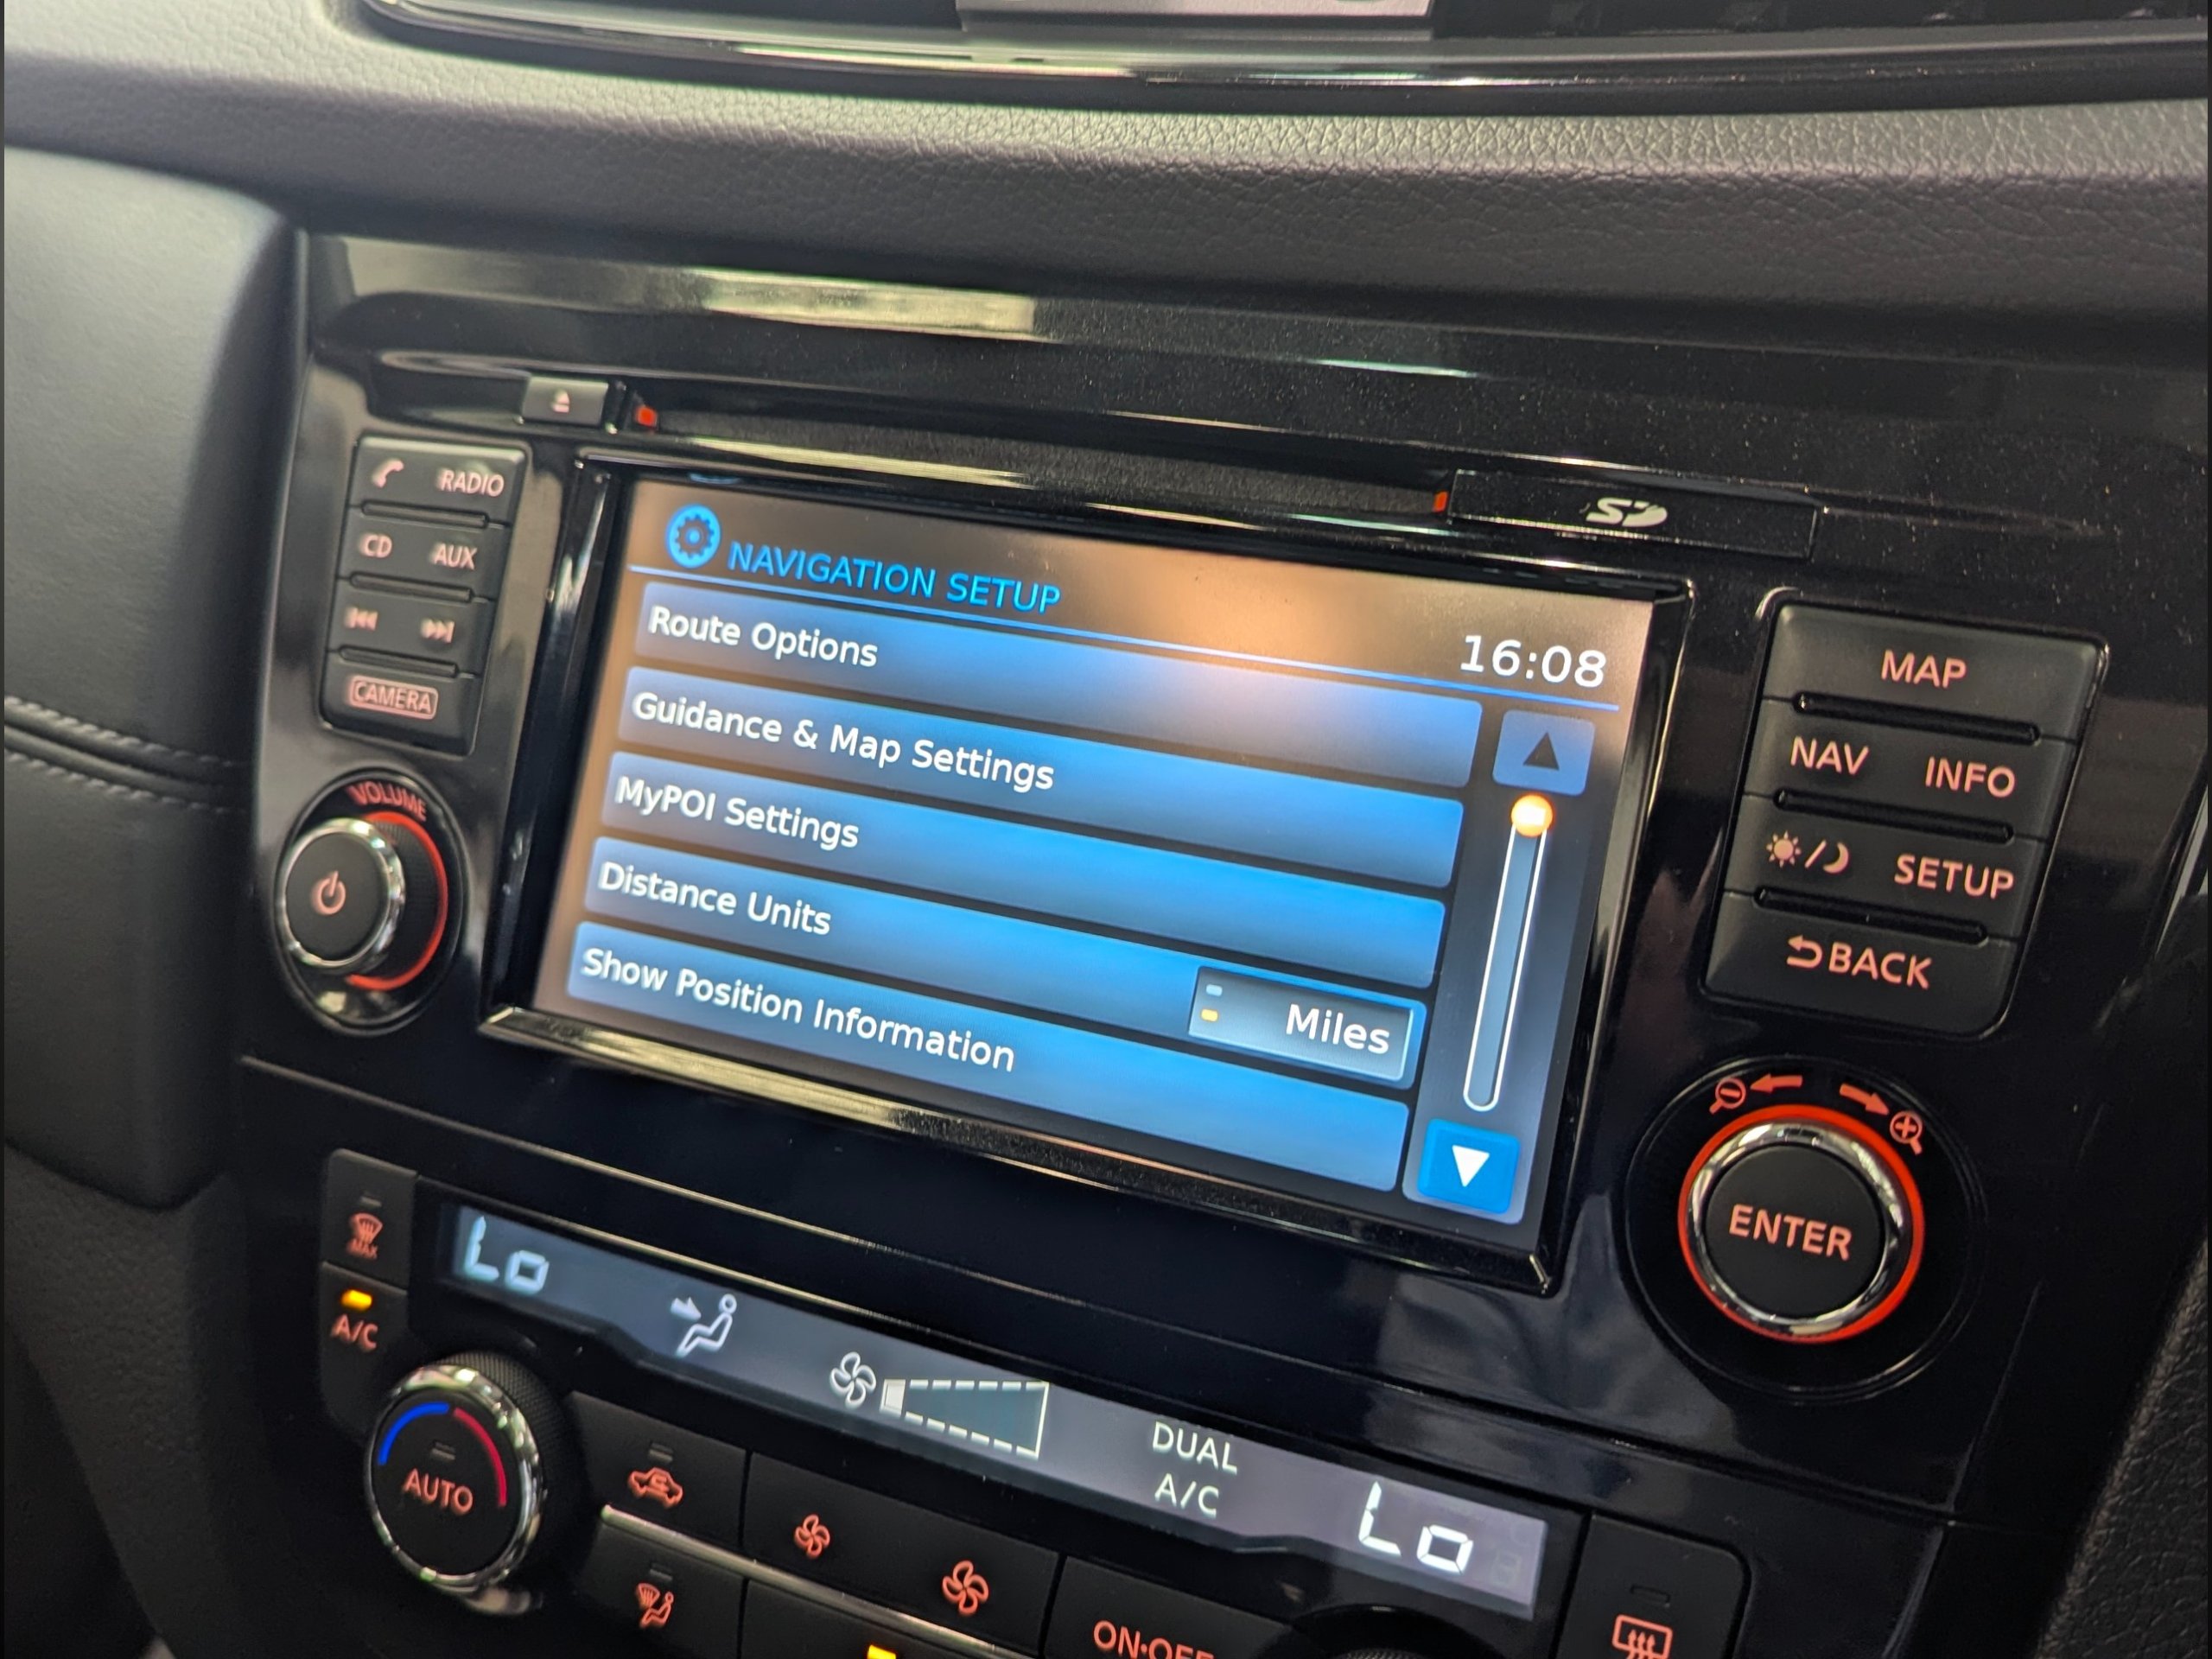 RADIO
CD AUX
CAMERA
VOLUME
SD
NAVIGATION SETUP
16:08
Route Options
Guidance & Map Settings
MyPOI Settings
Distance Units
Miles
Show Position Information
MAP
NAV INFO
SETUP
BACK
ENTER
MAX
A/C
Lo
DUAL
A/C
Lo
AUTO
ON·OFF